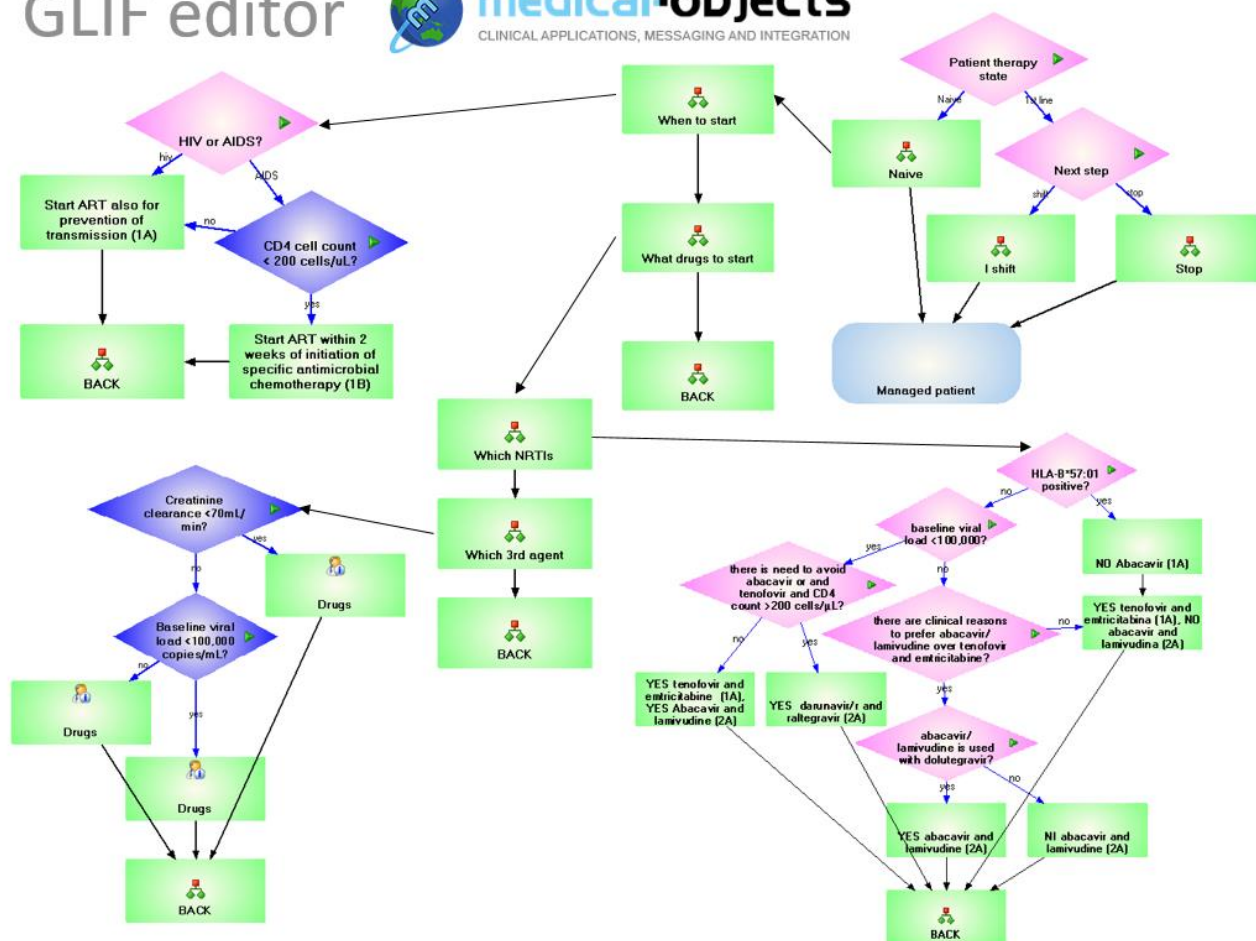 GLIF editor
medical-objects
CLINICAL APPLICATIONS, MESSAGING AND INTEGRATION
Patient therapy
state
Naive
1st line
Naive
Next step
shift
stop
I shift
Stop
Managed patient
When to start
What drugs to start
BACK
HIV or AIDS?
hiv
AIDS
Start ART also for
prevention of
transmission (1A)
no
CD4 cell count
< 200 cells/uL?
yes
BACK
Start ART within 2
weeks of initiation of
specific antimicrobial
chemotherapy (1B)
Which NRTIs
Which 3rd agent
BACK
Creatinine
clearance <70mL/
min?
yes
no
Drugs
Baseline viral
load <100,000
copies/mL?
no
yes
Drugs
Drugs
BACK
HLA-B*57:01
positive?
no
yes
baseline viral
load <100,000?
yes
no
NO Abacavir (1A)
there is need to avoid
abacavir or and
tenofovir and CD4
count >200 cells/µL?
no
yes
there are clinical reasons
to prefer abacavir/
lamivudine over tenofovir
and emtricitabine?
no
yes
YES tenofovir and
emtricitabina (1A), NO
abacavir and
lamivudina (2A)
YES tenofovir and
emtricitabine (1A),
YES Abacavir and
lamivudine (2A)
YES darunavir/r and
raltegravir (2A)
abacavir/
lamivudine is used
with dolutegravir?
yes
no
YES abacavir and
lamivudine (2A)
NI abacavir and
lamivudine (2A)
BACK